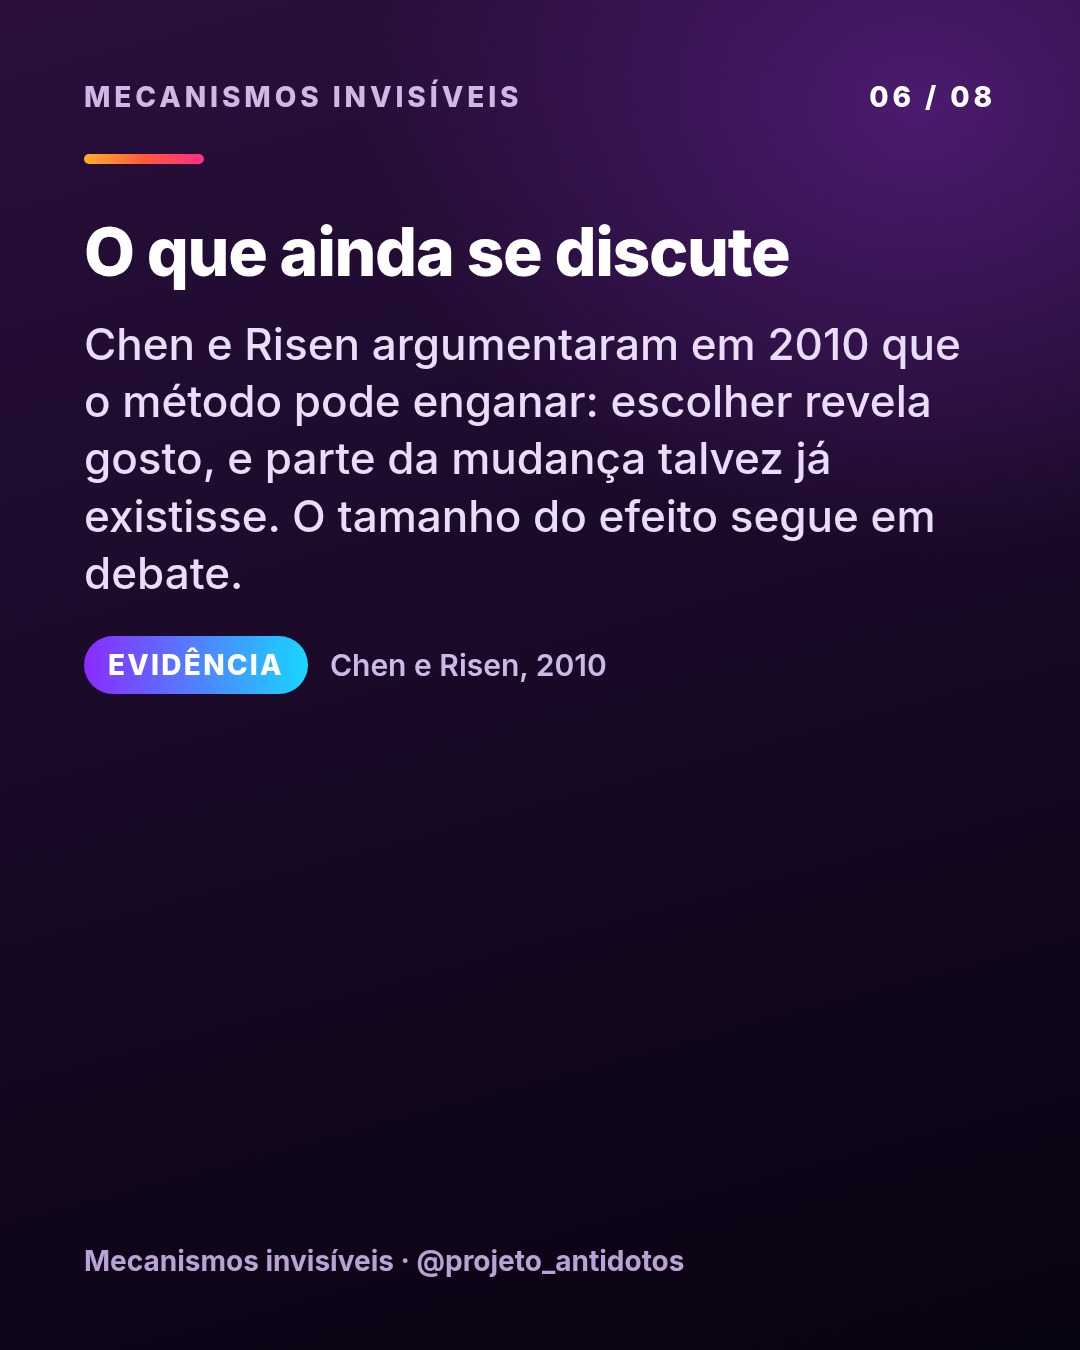 MECANISMOS INVISÍVEIS
06 / 08
O que ainda se discute
Chen e Risen argumentaram em 2010 que
o método pode enganar: escolher revela
gosto, e parte da mudança talvez já
existisse. O tamanho do efeito segue em
debate.
EVIDÊNCIA
Chen e Risen, 2010
Mecanismos invisíveis · @projeto_antidotos